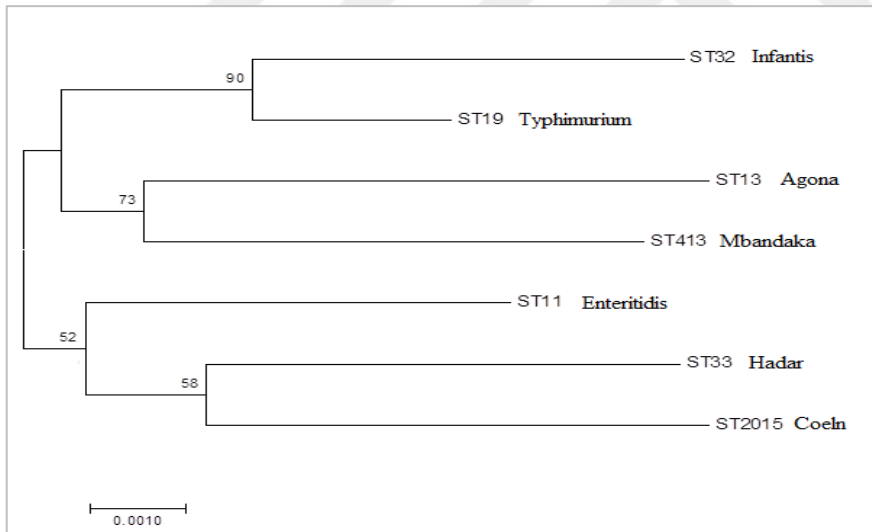 ST32 Infantis
90
ST19 Typhimurium
ST13 Agona
73
ST413 Mbandaka
ST11 Enteritidis
52
ST33 Hadar
58
ST2015 Coeln
0.0010